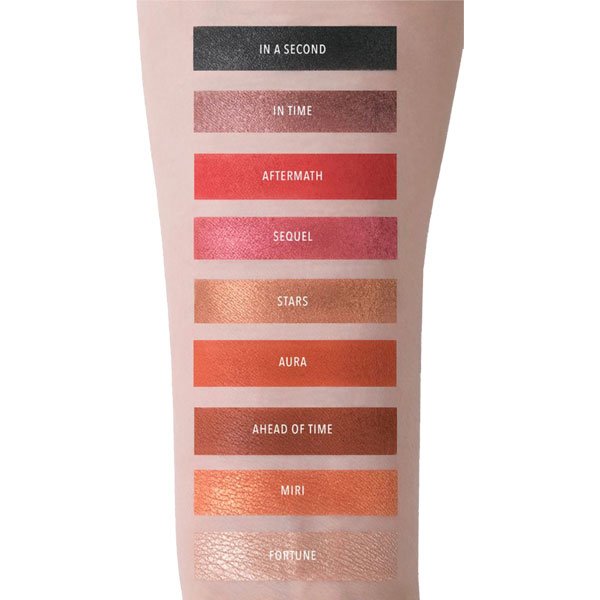 IN A SECOND
IN TIME
AFTERMATH
SEQUEL
STARS
AURA
AHEAD OF TIME
MIRI
FORTUNE